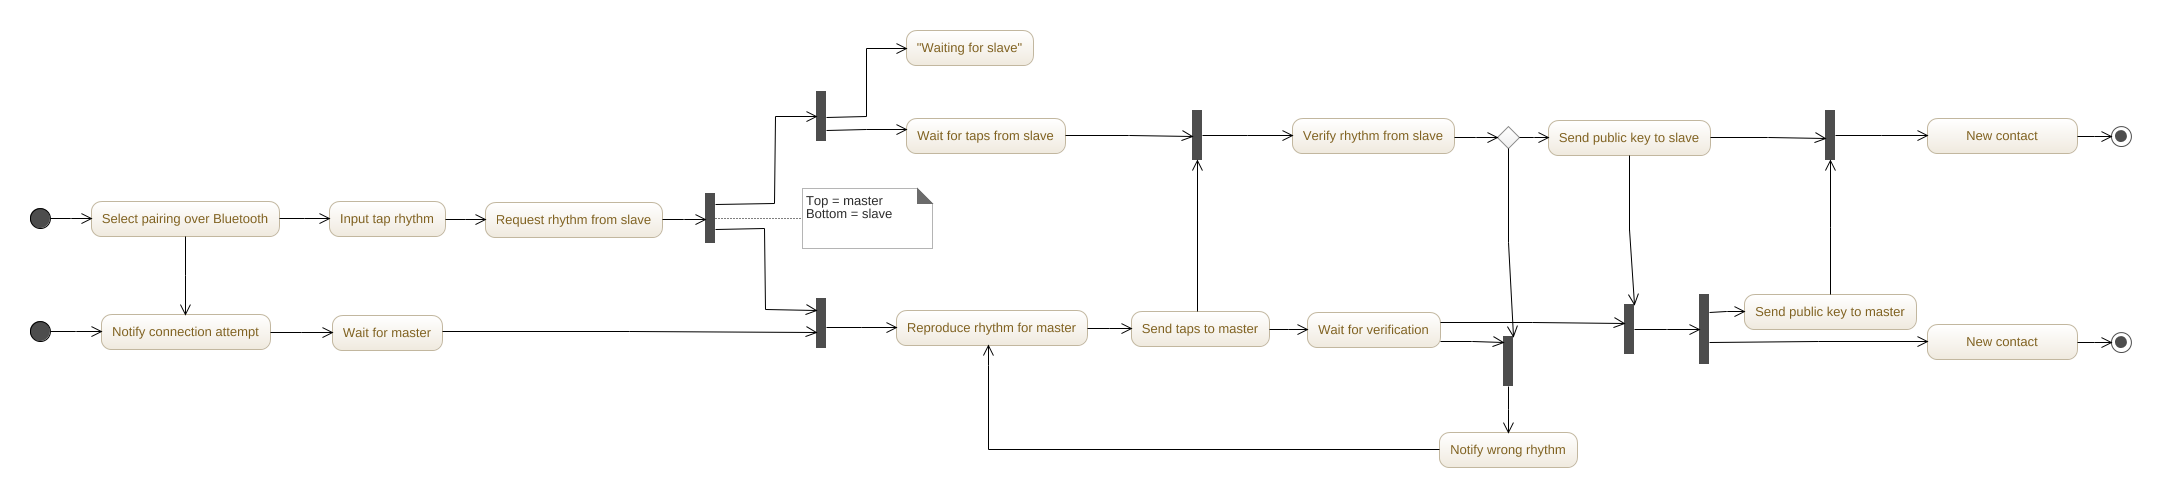 "Waiting for slave"
Wait for taps from slave
Verify rhythm from slave
Send public key to slave
New contact
Select pairing over Bluetooth
Input tap rhythm
Request rhythm from slave
Top = master
Bottom = slave
Notify connection attempt
Wait for master
Reproduce rhythm for master
Send taps to master
Wait for verification
Send public key to master
New contact
Notify wrong rhythm